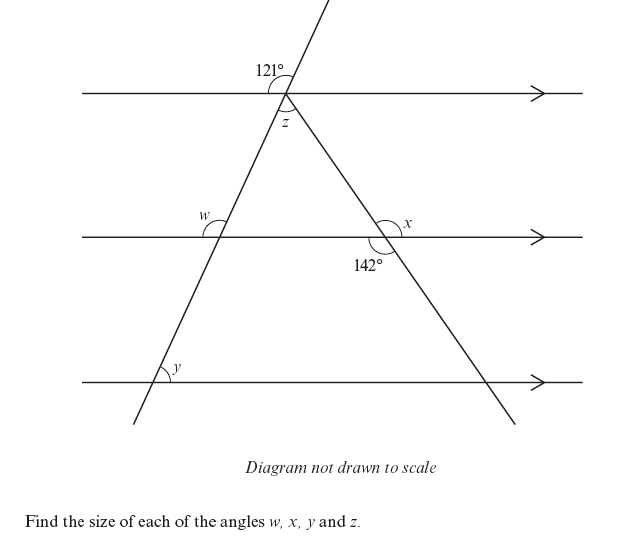 121°
z
w
x
142°
y
Diagram not drawn to scale
Find the size of each of the angles w, x, y and z.